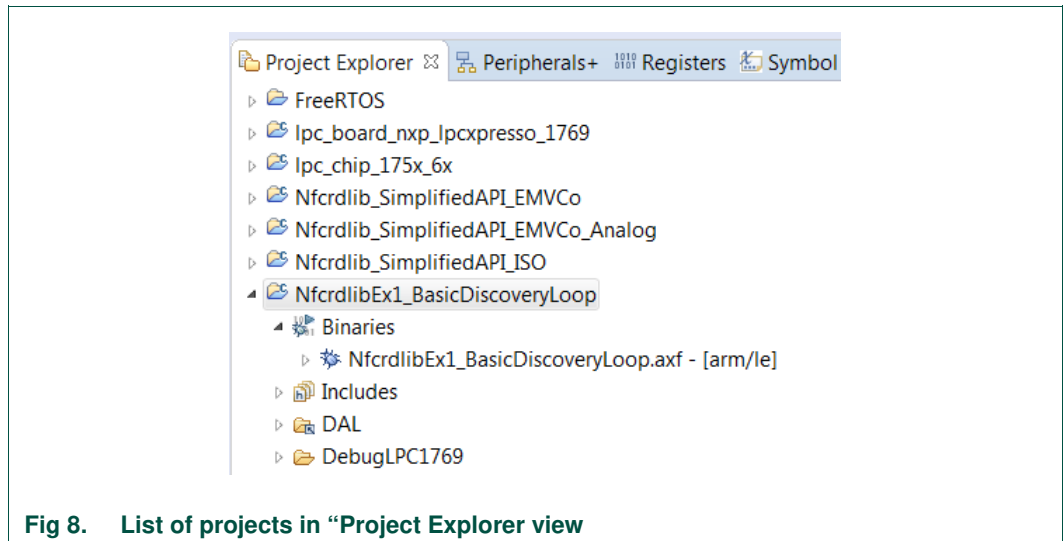 Project Explorer Peripherals+ Registers Symbol
FreeRTOS
lpc_board_nxp_lpcxpresso_1769
lpc_chip_175x_6x
Nfcrdlib_SimplifiedAPI_EMVCo
Nfcrdlib_SimplifiedAPI_EMVCo_Analog
Nfcrdlib_SimplifiedAPI_ISO
NfcrdlibEx1_BasicDiscoveryLoop
Binaries
NfcrdlibEx1_BasicDiscoveryLoop.axf - [arm/le]
Includes
DAL
DebugLPC1769
Fig 8. List of projects in “Project Explorer view